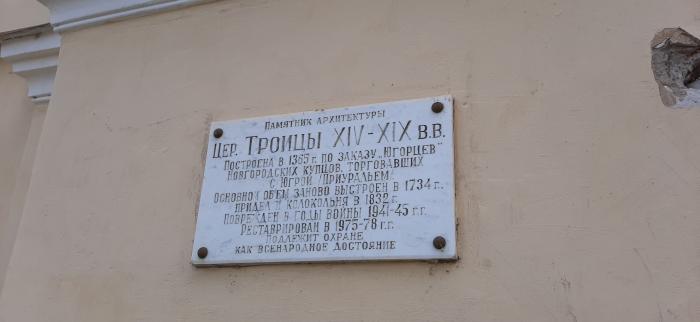 Памятник архитектуры
Цер. Троицы XIV-XIX в.в.
Построена в 1365 г. по заказу „Югорцев"
Новгородских купцов, торговавших
с Югрой /Приуральем/
Основной объем заново выстроен в 1734 г.,
придел и колокольня в 1832 г.
Поврежден в годы войны 1941-45 г.г.
Реставрирован в 1975-78 г.г.
Подлежит охране
как всенародное достояние